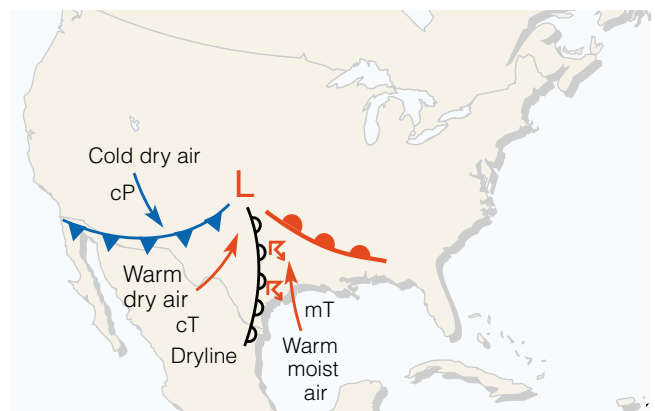 Cold dry air
cP
L
Warm
dry air
cT
Dryline
mT
Warm
moist
air